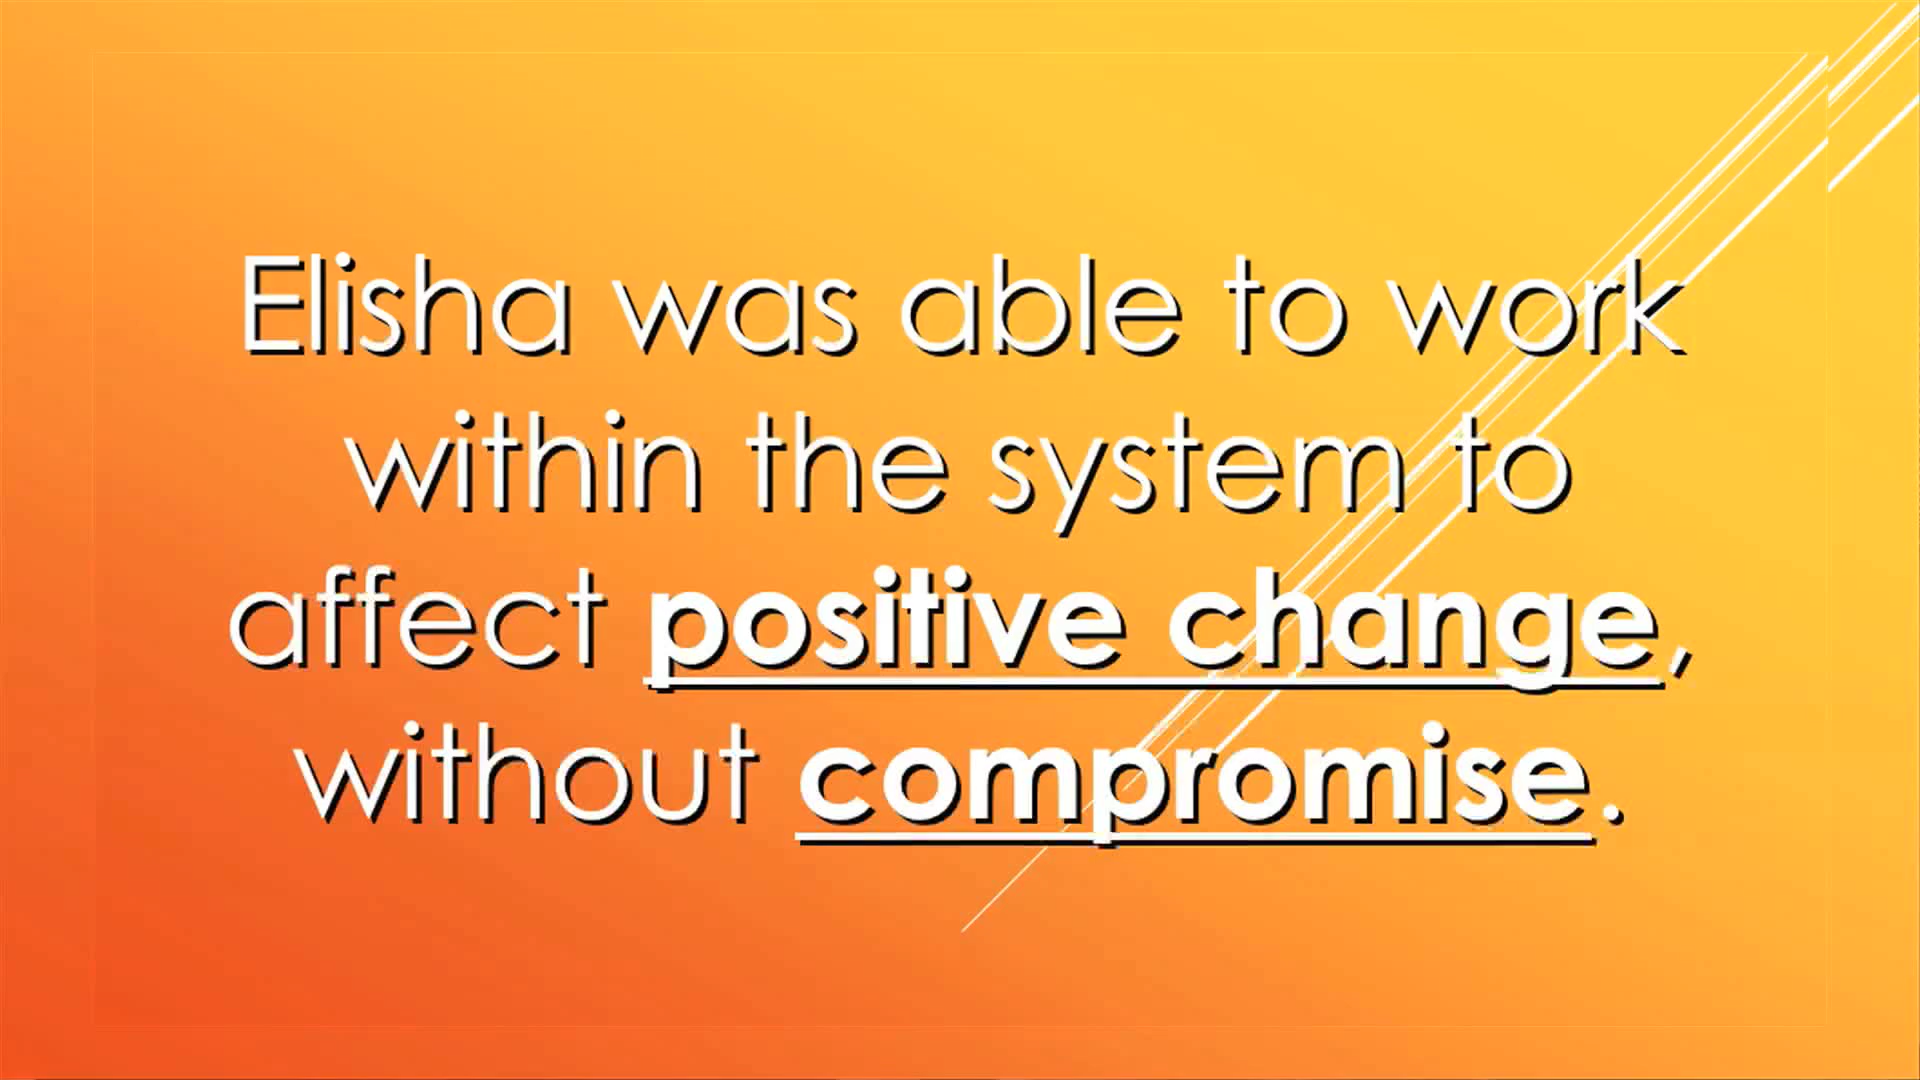 Elisha was able to work
within the system to
affect positive change,
without compromise.